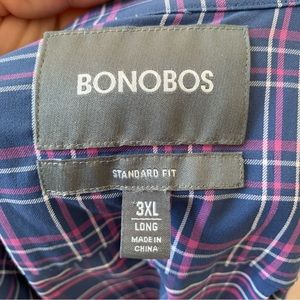 BONOBOS
STANDARD FIT
3XL
LONG
MADE IN
CHINA